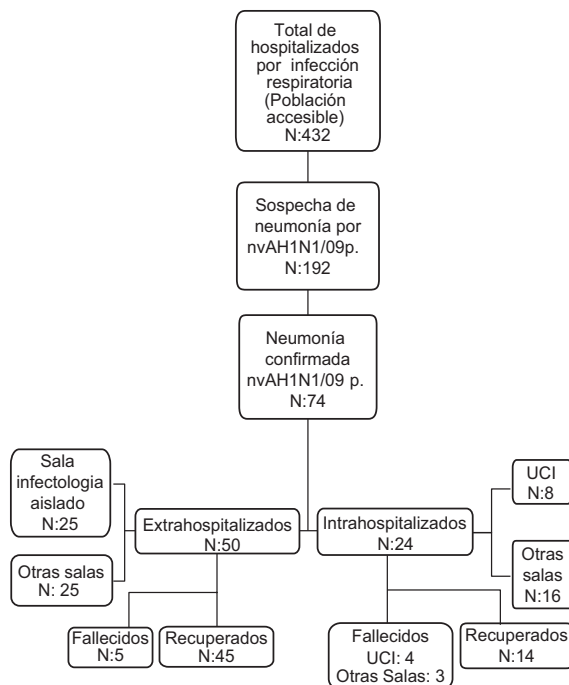 Total de
hospitalizados
por infección
respiratoria
(Población
accesible)
N:432
Sospecha de
neumonía por
nvAH1N1/09p.
N:192
Neumonía
confirmada
nvAH1N1/09 p.
N:74
Sala
infectologia
aislado
N:25
Otras salas
N: 25
Extrahospitalizados
N:50
Intrahospitalizados
N:24
UCI
N:8
Otras
salas
N:16
Fallecidos
N:5
Recuperados
N:45
Fallecidos
UCI: 4
Otras Salas: 3
Recuperados
N:14